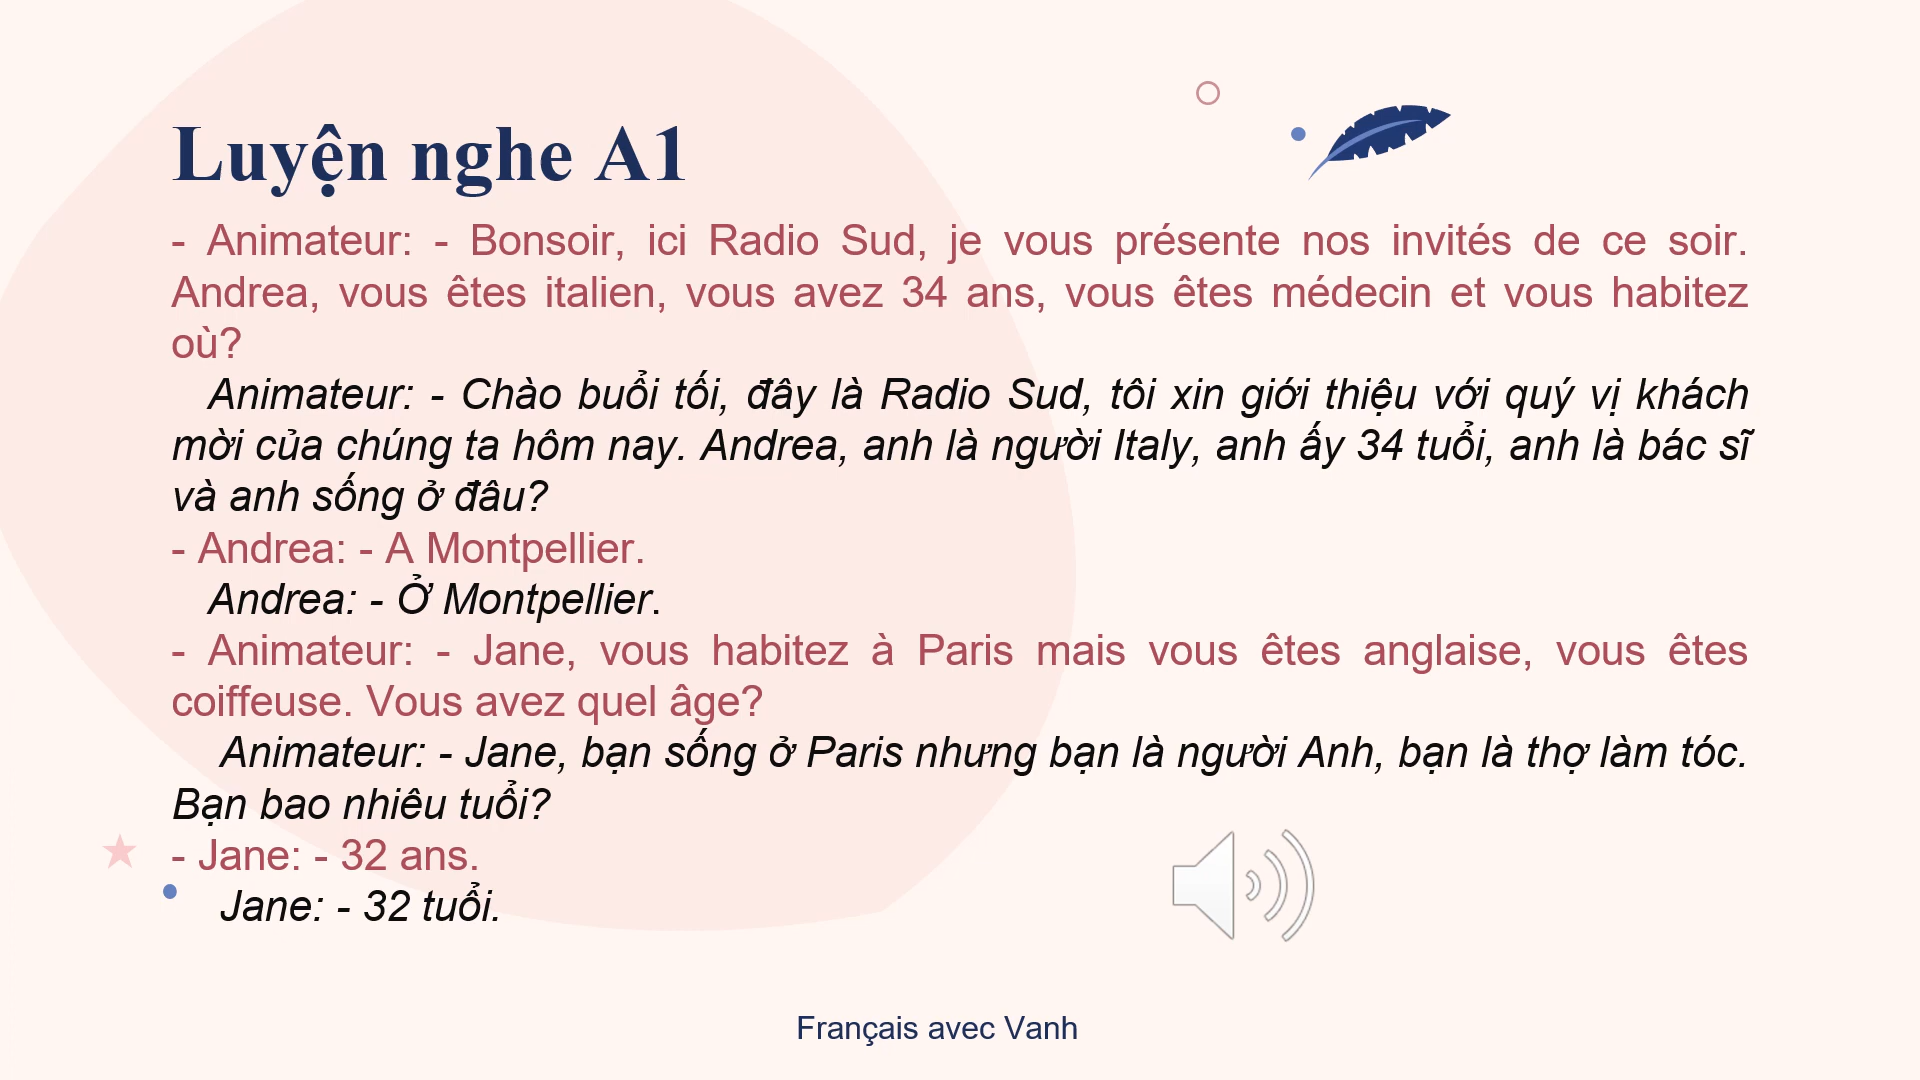 Luyện nghe A1
- Animateur: - Bonsoir, ici Radio Sud, je vous présente nos invités de ce soir.
Andrea, vous êtes italien, vous avez 34 ans, vous êtes médecin et vous habitez
où?
Animateur: - Chào buổi tối, đây là Radio Sud, tôi xin giới thiệu với quý vị khách
mời của chúng ta hôm nay. Andrea, anh là người Italy, anh ấy 34 tuổi, anh là bác sĩ
và anh sống ở đâu?
- Andrea: - A Montpellier.
Andrea: - Ở Montpellier.
- Animateur: - Jane, vous habitez à Paris mais vous êtes anglaise, vous êtes
coiffeuse. Vous avez quel âge?
Animateur: - Jane, bạn sống ở Paris nhưng bạn là người Anh, bạn là thợ làm tóc.
Bạn bao nhiêu tuổi?
- Jane: - 32 ans.
Jane: - 32 tuổi.
Français avec Vanh